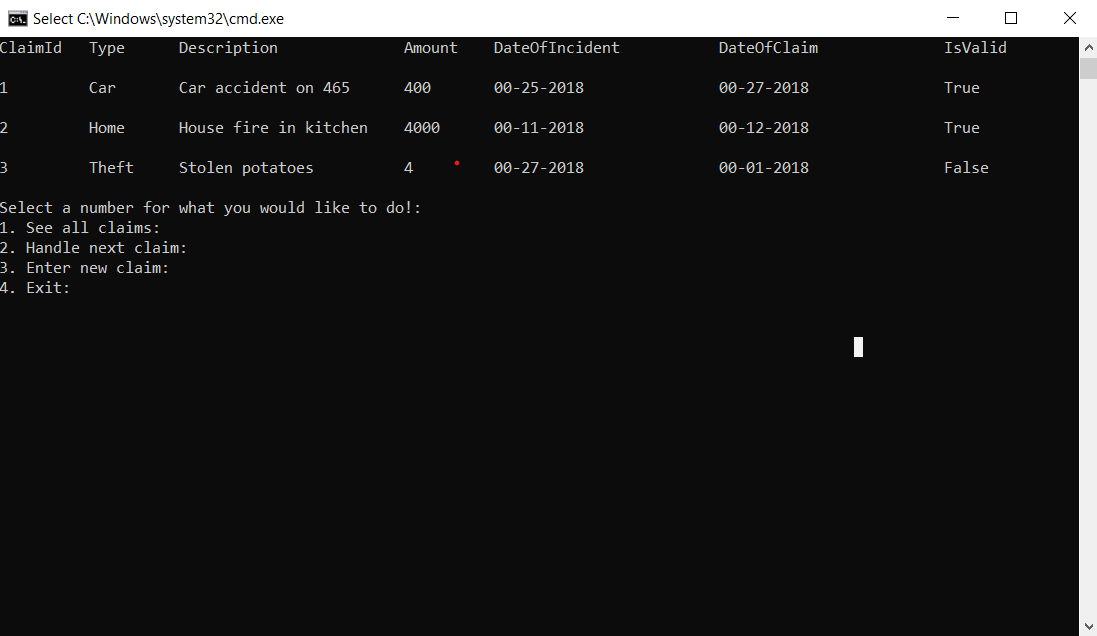 Select C:\Windows\system32\cmd.exe
ClaimId Type Description Amount DateOfIncident DateOfClaim IsValid
1 Car Car accident on 465 400 00-25-2018 00-27-2018 True
2 Home House fire in kitchen 4000 00-11-2018 00-12-2018 True
3 Theft Stolen potatoes 4 00-27-2018 00-01-2018 False
Select a number for what you would like to do!:
1. See all claims:
2. Handle next claim:
3. Enter new claim:
4. Exit: